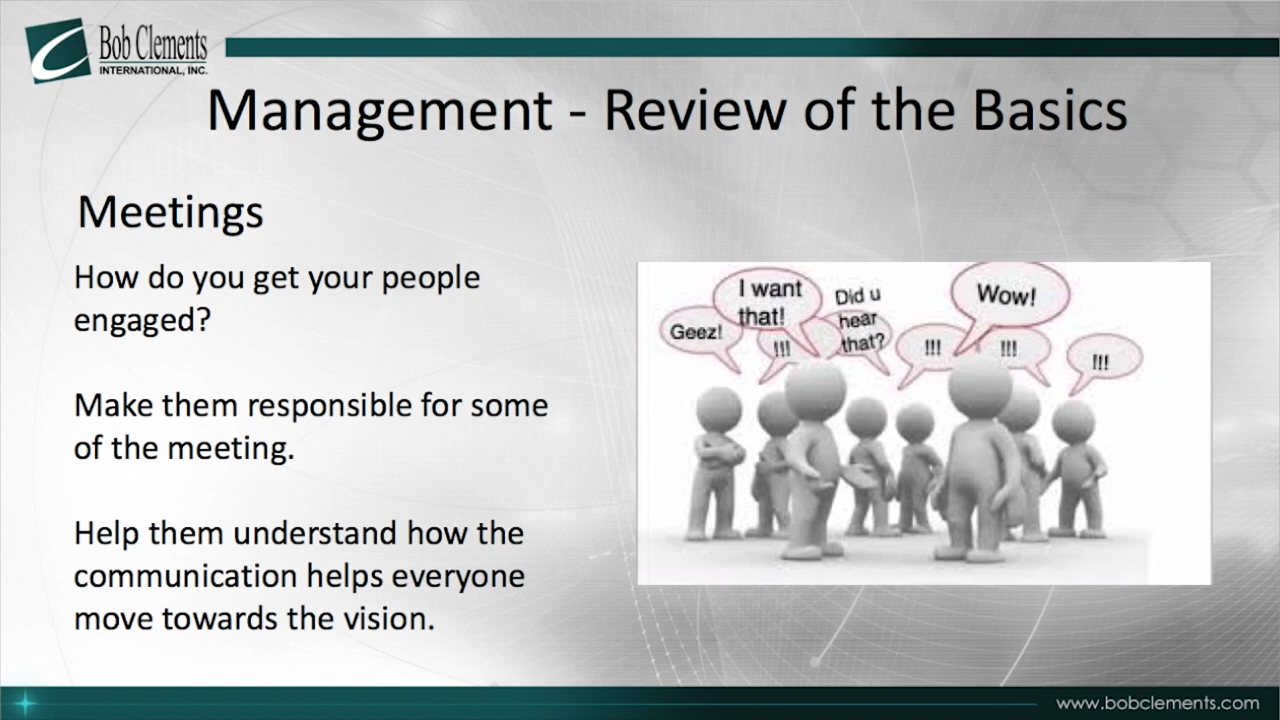 Bob Clements
INTERNATIONAL, INC.
Management - Review of the Basics
Meetings
How do you get your people
engaged?
Make them responsible for some
of the meeting.
Help them understand how the
communication helps everyone
move towards the vision.
Geez!
I want
that!
!!!
Did u
hear
that?
!!!
Wow!
!!!
!!!
www.bobclements.com